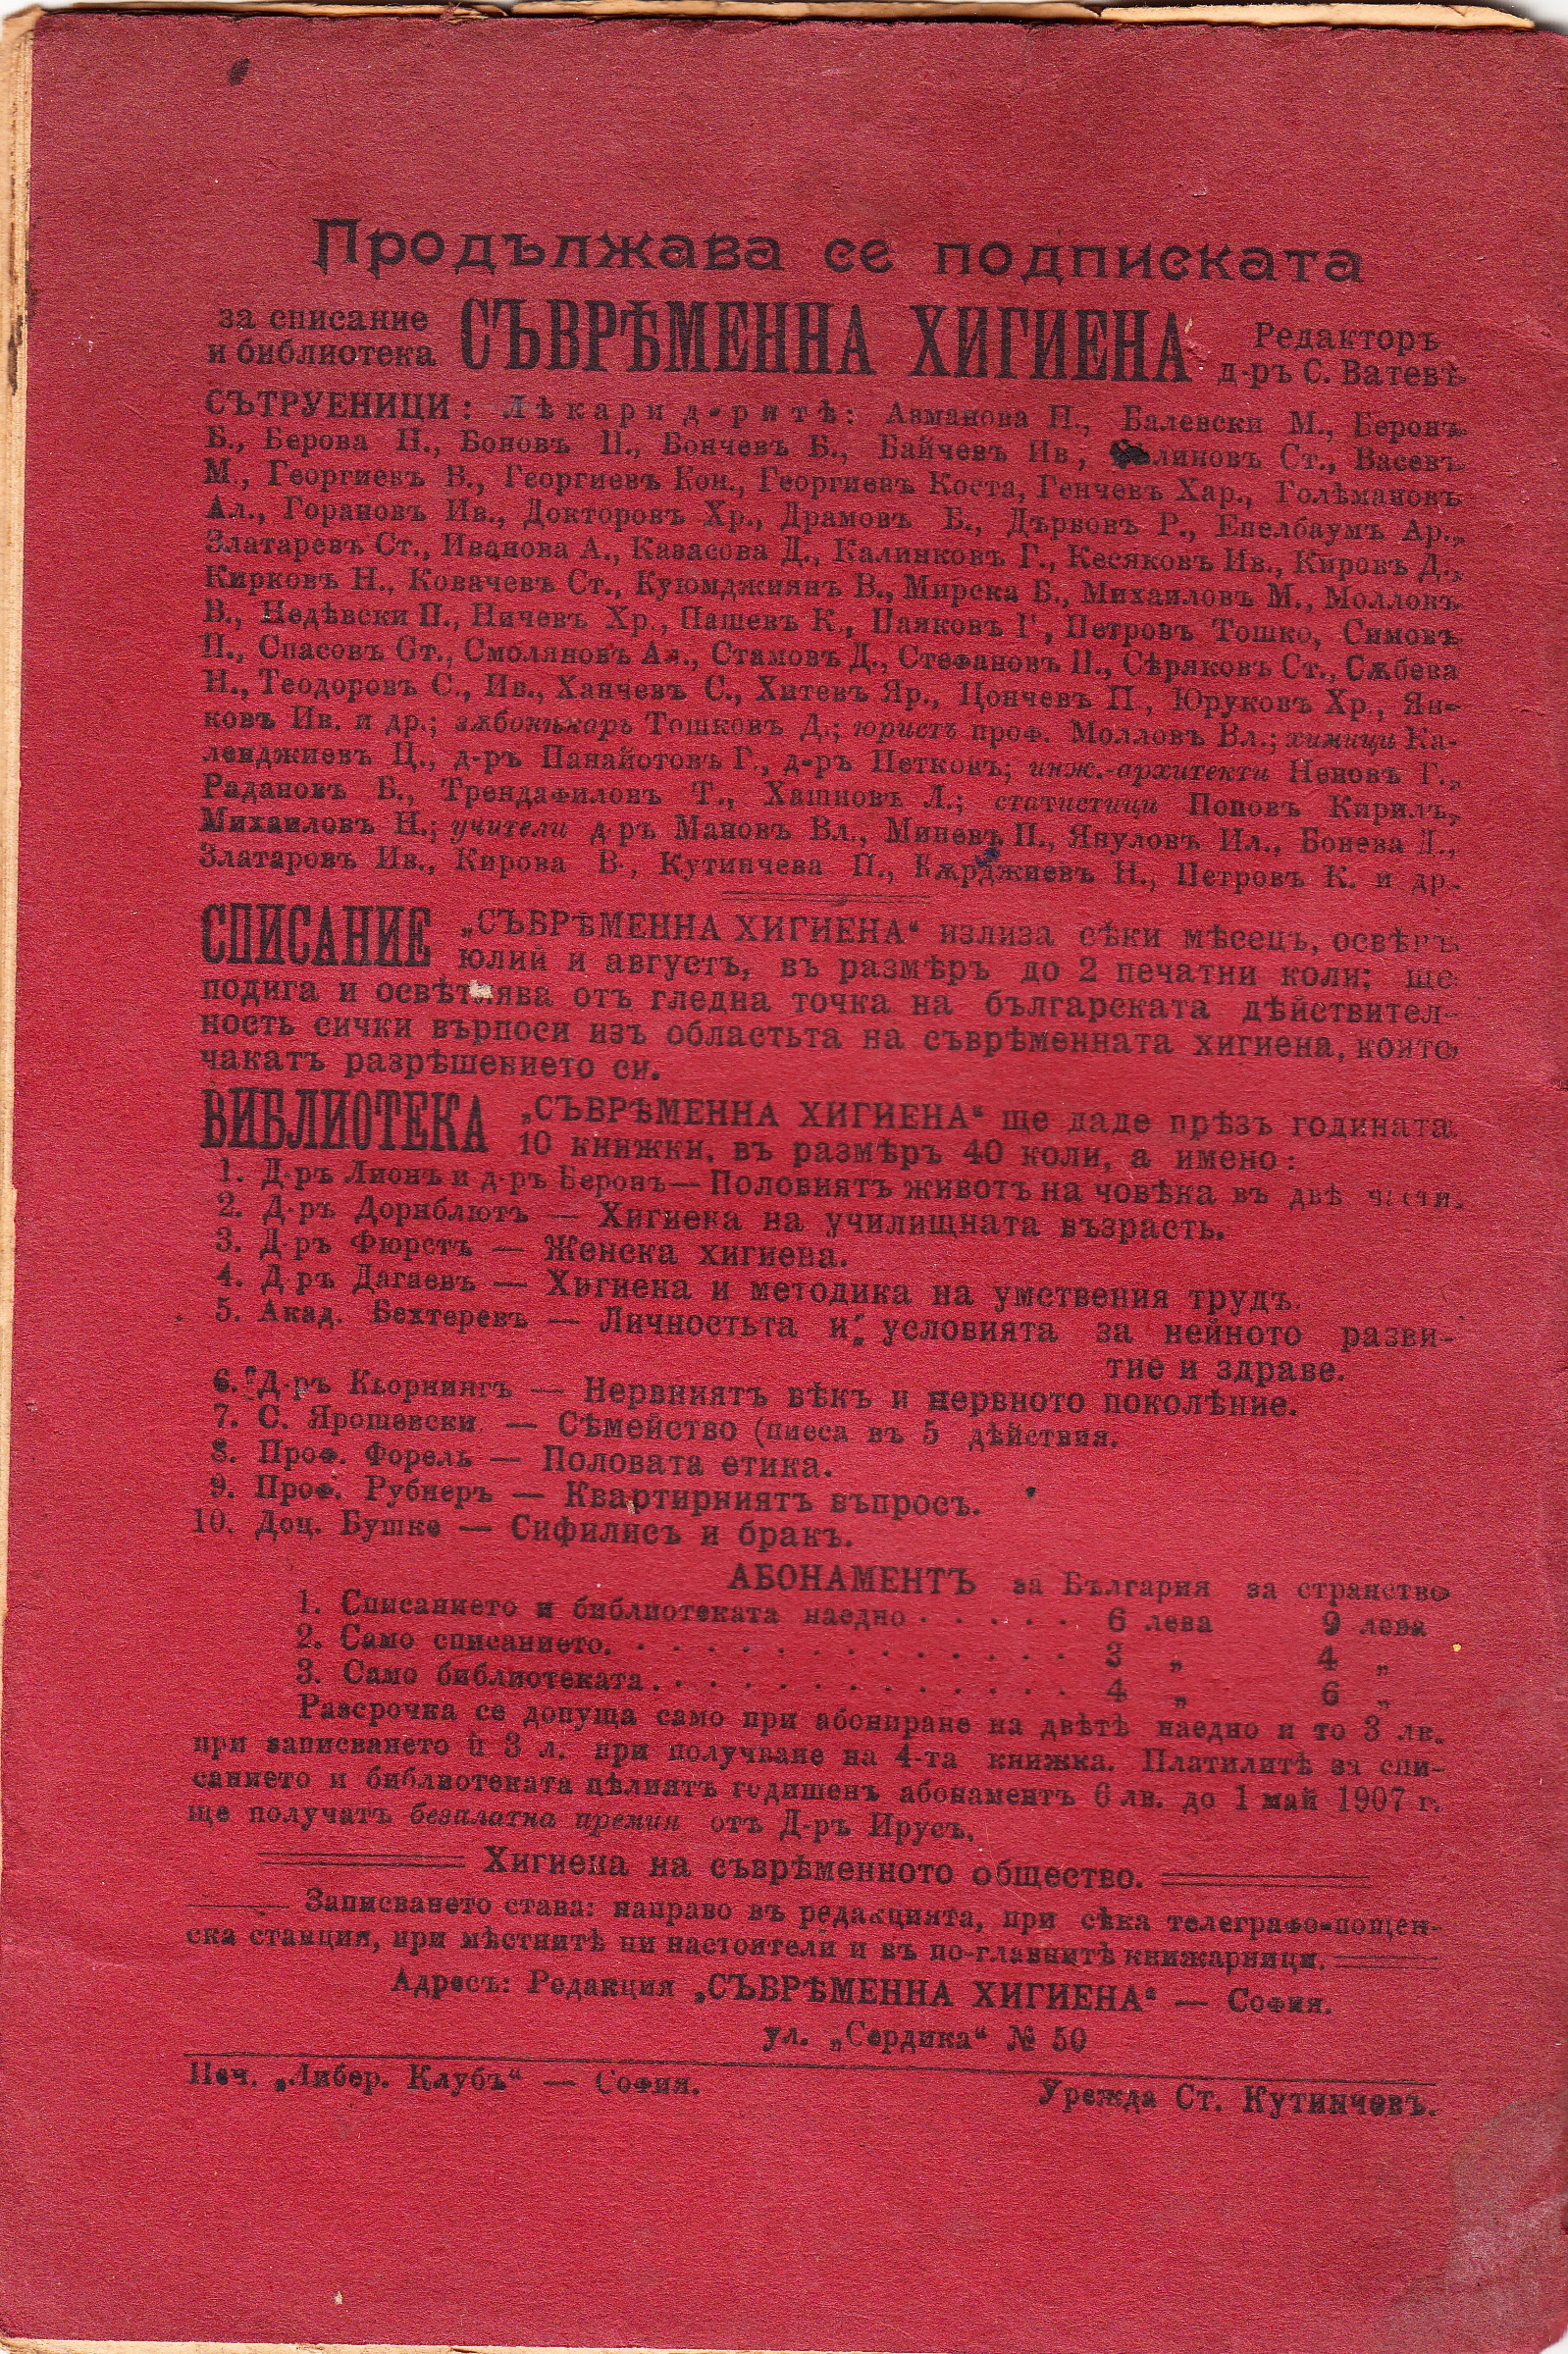 Продължава се подписката
за списание
и библиотека
СЪВРѢМЕННА ХИГИЕНА
Редакторъ
д-ръ С. Ватевъ
СЪТРУЕНИЦИ: Лѣкари д-ритѣ: Авманова Н., Балевски М., Беронъ
Б., Берова П., Боновъ П., Бончевъ Б., Байчевъ Ив., линовъ Ст., Васевъ
М., Георгиевъ В., Георгиевъ Кон., Георгиевъ Коста, Генчевъ Хар., Голѣмановъ
Ал., Горановъ Ив., Докторовъ Хр., Драмовъ Б., Дървовъ Р., Епелбаумъ Ар.,
Златаревъ Ст., Иванова А., Кавасова Д., Калинковъ Г., Кесяковъ Ив., Кировъ Д.,
Кирковъ Н., Ковачевъ Ст., Куюмджиянъ В., Мирска Б., Михаиловъ М., Молловъ
В., Недѣвски П., Ничевъ Хр., Пашевъ К., Паяковъ Г, Петровъ Тошко, Симовъ
П., Спасовъ Ст., Смоляновъ Ал., Стамовъ Д., Стефановъ П., Сѣряковъ Ст., Сѫбева
Н., Теодоровъ С., Ив., Ханчевъ С., Хитевъ Яр., Цончевъ П., Юруковъ Хр., Ян-
ковъ Ив. и др.; зѫболѣкарь Тошковъ Д.; юристъ проф. Молловъ Вл.; химици Ка-
ленджиевъ Ц., д-ръ Панайотовъ Г., д-ръ Петковъ; инж.-архитекти Неновъ Г.,
Радановъ Б., Трендафиловъ Т., Хашновъ Л.; статистици Поповъ Кирилъ,
Михаиловъ Н.; учители д-ръ Мановъ Вл., Миневъ П., Януловъ Ил., Бонева Д.,
Златаровъ Ив., Кирова В., Кутинчева П., Кѫрджиевъ Н., Петровъ К. и др.
СПИСАНИЕ „СЪВРѢМЕННА ХИГИЕНА“ излиза сѣки мѣсецъ, освѣнъ
юлий и августъ, въ размѣръ до 2 печатни коли; ще
подига и освѣтлява отъ гледна точка на българската дѣйствител-
ность сички върпоси изъ областьта на съврѣменната хигиена, които
чакатъ разрѣшението си.
БИБЛИОТЕКА „СЪВРѢМЕННА ХИГИЕНА“ ще даде прѣзъ годината
10 книжки, въ размѣръ 40 коли, а имено:
1. Д-ръ Лионъ и д-ръ Беронъ — Половиятъ животъ на човѣка въ двѣ части.
2. Д-ръ Дорнблютъ — Хигиека на училищната възрасть.
3. Д-ръ Фюрстъ — Женска хигиена.
4. Д ръ Дагаевъ — Хигиена и методика на умствения трудъ.
5. Акад. Бехтеревъ — Личностьта и условията за нейното разви-
тие и здраве.
6. Д-ръ Кьорнингъ — Нервниятъ вѣкъ и нервното поколѣние.
7. С. Ярошевски. — Сѣмейство (пиеса въ 5 дѣйствия.
8. Проф. Форель — Половата етика.
9. Проф. Рубнеръ — Квартирниятъ въпросъ.
10. Доц. Бушке — Сифилисъ и бракъ.
АБОНАМЕНТЪ за България за странство
1. Списанието и библиотеката наедно . . . . . 6 лева 9 лева
2. Само списанието. . . . . . . . . . . . . . 3 „ 4 „
3. Само библиотеката. . . . . . . . . . . . . 4 „ 6 „
Разсрочка се допуща само при абониране на двѣтѣ наедно и то 3 лв.
при записването и 3 л. при получване на 4-та книжка. Платилитѣ за спи-
санието и библиотеката цѣлиятъ годишенъ абонаментъ 6 лв. до 1 май 1907 г.
ще получатъ безплатна премия отъ Д-ръ Ирусъ,
Хигиена на съврѣменното общество.
Записването става: направо въ редакцията, при сѣка телеграфо-пощен-
ска станция, при мѣстнитѣ ни настоятели и въ по-главнитѣ книжарници.
Адресъ: Редакция „СЪВРѢМЕННА ХИГИЕНА“ — София.
ул. „Сердика“ № 50
Печ. „Либер. Клубъ“ — София.
Урежда Ст. Кутинчевъ.